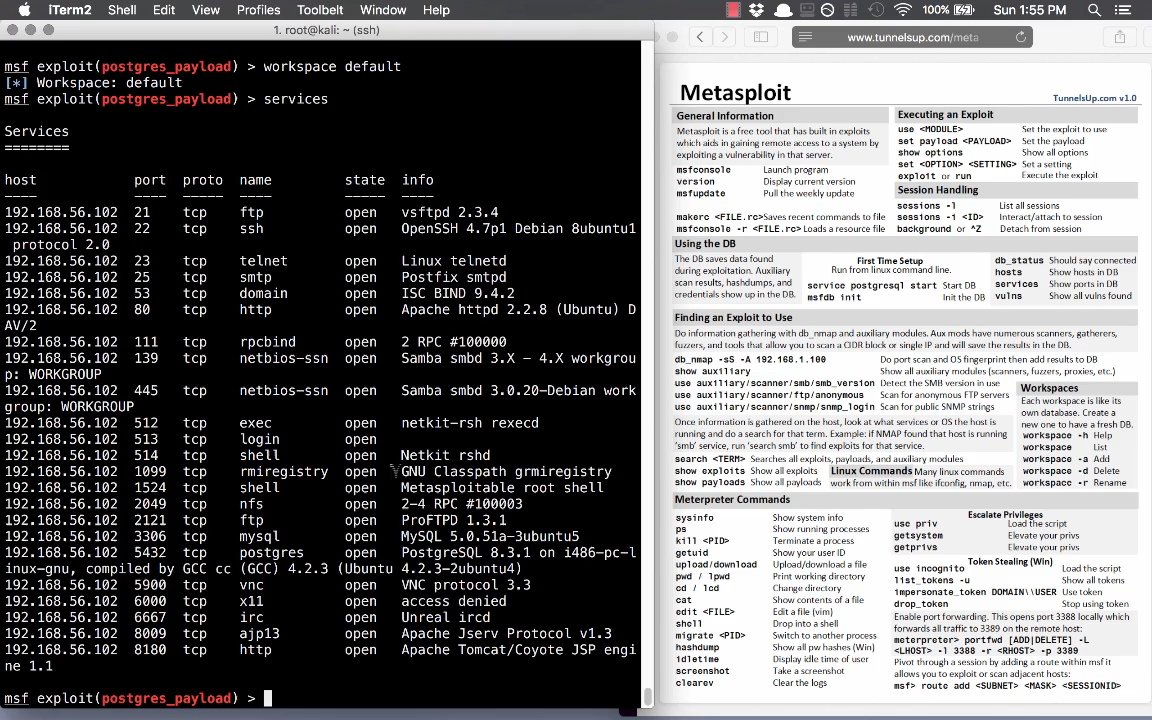 iTerm2 Shell Edit View Profiles Toolbelt Window Help 100% Sun 1:55 PM
1. root@kali: ~ (ssh)
msf exploit(postgres_payload) > workspace default
[*] Workspace: default
msf exploit(postgres_payload) > services
Services
========
host port proto name state info
---- ---- ----- ---- ----- ----
192.168.56.102 21 tcp ftp open vsftpd 2.3.4
192.168.56.102 22 tcp ssh open OpenSSH 4.7p1 Debian 8ubuntu1
protocol 2.0
192.168.56.102 23 tcp telnet open Linux telnetd
192.168.56.102 25 tcp smtp open Postfix smtpd
192.168.56.102 53 tcp domain open ISC BIND 9.4.2
192.168.56.102 80 tcp http open Apache httpd 2.2.8 (Ubuntu) D
AV/2
192.168.56.102 111 tcp rpcbind open 2 RPC #100000
192.168.56.102 139 tcp netbios-ssn open Samba smbd 3.X - 4.X workgrou
p: WORKGROUP
192.168.56.102 445 tcp netbios-ssn open Samba smbd 3.0.20-Debian work
group: WORKGROUP
192.168.56.102 512 tcp exec open netkit-rsh rexecd
192.168.56.102 513 tcp login open
192.168.56.102 514 tcp shell open Netkit rshd
192.168.56.102 1099 tcp rmiregistry open GNU Classpath grmiregistry
192.168.56.102 1524 tcp shell open Metasploitable root shell
192.168.56.102 2049 tcp nfs open 2-4 RPC #100003
192.168.56.102 2121 tcp ftp open ProFTPD 1.3.1
192.168.56.102 3306 tcp mysql open MySQL 5.0.51a-3ubuntu5
192.168.56.102 5432 tcp postgres open PostgreSQL 8.3.1 on i486-pc-l
inux-gnu, compiled by GCC cc (GCC) 4.2.3 (Ubuntu 4.2.3-2ubuntu4)
192.168.56.102 5900 tcp vnc open VNC protocol 3.3
192.168.56.102 6000 tcp x11 open access denied
192.168.56.102 6667 tcp irc open Unreal ircd
192.168.56.102 8009 tcp ajp13 open Apache Jserv Protocol v1.3
192.168.56.102 8180 tcp http open Apache Tomcat/Coyote JSP engi
ne 1.1
msf exploit(postgres_payload) >
www.tunnelsup.com/meta
Metasploit
TunnelsUp.com v1.0
General Information
Metasploit is a free tool that has built in exploits
which aids in gaining remote access to a system by
exploiting a vulnerability in that server.
msfconsole Launch program
version Display current version
msfupdate Pull the weekly update
makerc <FILE.rc> Saves recent commands to file
msfconsole -r <FILE.rc> Loads a resource file
Executing an Exploit
use <MODULE> Set the exploit to use
set payload <PAYLOAD> Set the payload
show options Show all options
set <OPTION> <SETTING> Set a setting
exploit or run Execute the exploit
Session Handling
sessions -l List all sessions
sessions -i <ID> Interact/attach to session
background or ^Z Detach from session
Using the DB
The DB saves data found
during exploitation. Auxiliary
scan results, hashdumps, and
credentials show up in the DB.
First Time Setup
Run from linux command line.
service postgresql start Start DB
msfdb init Init the DB
db_status Should say connected
hosts Show hosts in DB
services Show ports in DB
vulns Show all vulns found
Finding an Exploit to Use
Do information gathering with db_nmap and auxiliary modules. Aux mods have numerous scanners, gatherers,
fuzzers, and tools that allow you to scan a CIDR block or single IP and will save the results in the DB.
db_nmap -sS -A 192.168.1.100 Do port scan and OS fingerprint then add results to DB
show auxiliary Show all auxiliary modules (scanners, fuzzers, proxies, etc.)
use auxiliary/scanner/smb/smb_version Detect the SMB version in use
use auxiliary/scanner/ftp/anonymous Scan for anonymous FTP servers
use auxiliary/scanner/snmp/snmp_login Scan for public SNMP strings
Once information is gathered on the host, look at what services or OS the host is
running and do a search for that term. Example: if NMAP found that host is running
'smb' service, run 'search smb' to find exploits for that service.
search <TERM> Searches all exploits, payloads, and auxiliary modules
show exploits Show all exploits
show payloads Show all payloads
Linux Commands Many linux commands
work from within msf like ifconfig, nmap, etc.
Workspaces
Each workspace is like its
own database. Create a
new one to have a fresh DB.
workspace -h Help
workspace List
workspace -a Add
workspace -d Delete
workspace -r Rename
Meterpreter Commands
sysinfo Show system info
ps Show running processes
kill <PID> Terminate a process
getuid Show your user ID
upload/download Upload/download a file
pwd / lpwd Print working directory
cd / lcd Change directory
cat Show contents of a file
edit <FILE> Edit a file (vim)
shell Drop into a shell
migrate <PID> Switch to another process
hashdump Show all pw hashes (Win)
idletime Display idle time of user
screenshot Take a screenshot
clearev Clear the logs
Escalate Privileges
use priv Load the script
getsystem Elevate your privs
getprivs Elevate your privs
Token Stealing (Win)
use incognito Load the script
list_tokens -u Show all tokens
impersonate_token DOMAIN\\USER Use token
drop_token Stop using token
Enable port forwarding. This opens port 3388 locally which
forwards all traffic to 3389 on the remote host:
meterpreter> portfwd [ADD|DELETE] -L
<LHOST> -l 3388 -r <RHOST> -p 3389
Pivot through a session by adding a route within msf it
allows you to exploit or scan adjacent hosts:
msf> route add <SUBNET> <MASK> <SESSIONID>